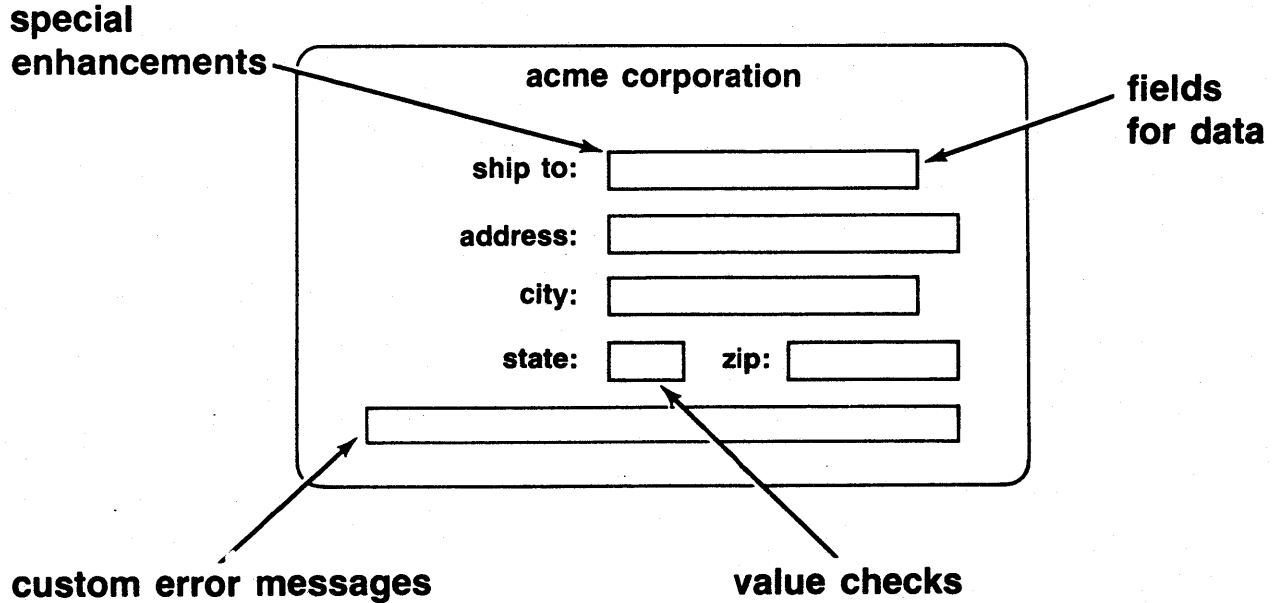 special
enhancements
acme corporation
fields
for data
ship to:
address:
city:
state: zip:
custom error messages
value checks